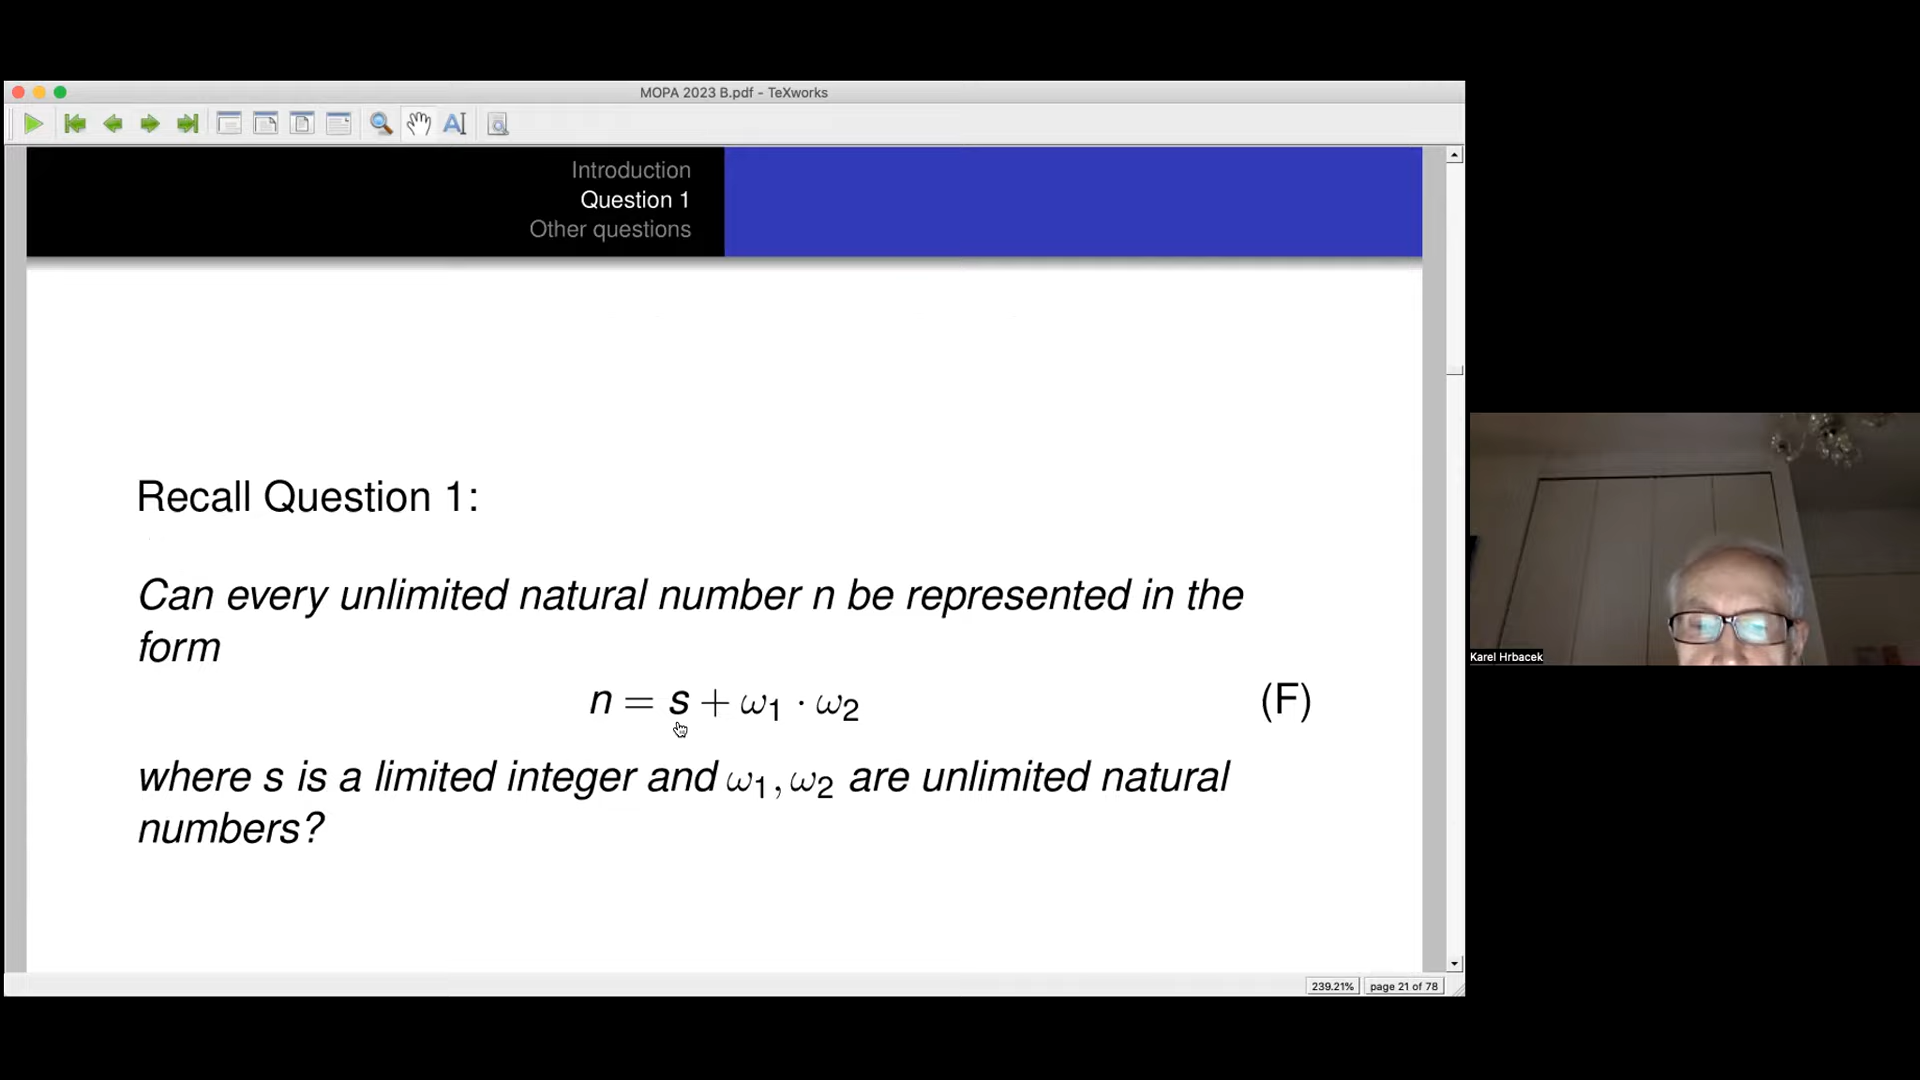 MOPA 2023 B.pdf - TeXworks
Introduction
Question 1
Other questions
Recall Question 1:
Can every unlimited natural number n be represented in the
form
n = s + ω₁ · ω₂ (F)
where s is a limited integer and ω₁, ω₂ are unlimited natural
numbers?
Karel Hrbacek
239.21% page 21 of 78